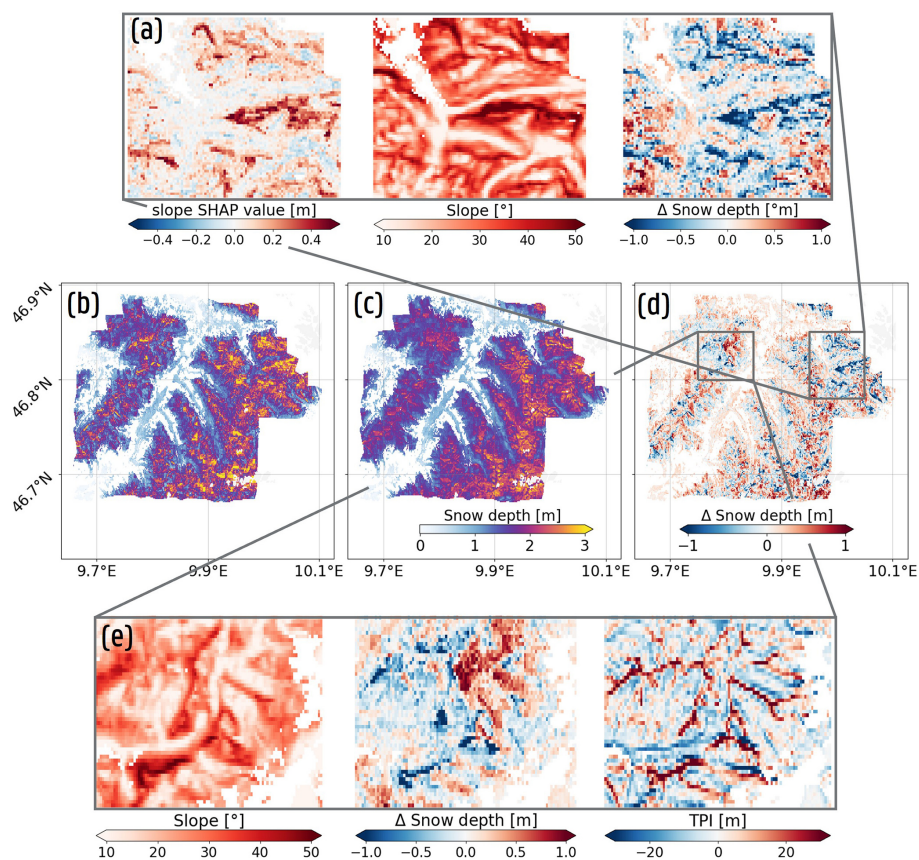 (a)
slope SHAP value [m] Slope [°] Δ Snow depth [°m]
−0.4 −0.2 0.0 0.2 0.4 10 20 30 40 50 −1.0 −0.5 0.0 0.5 1.0
46.9°N (b) (c) (d)
46.8°N
46.7°N
Snow depth [m] Δ Snow depth [m]
0 1 2 3 −1 0 1
9.7°E 9.9°E 10.1°E 9.7°E 9.9°E 10.1°E 9.7°E 9.9°E 10.1°E
(e)
Slope [°] Δ Snow depth [m] TPI [m]
10 20 30 40 50 −1.0 −0.5 0.0 0.5 1.0 −20 0 20